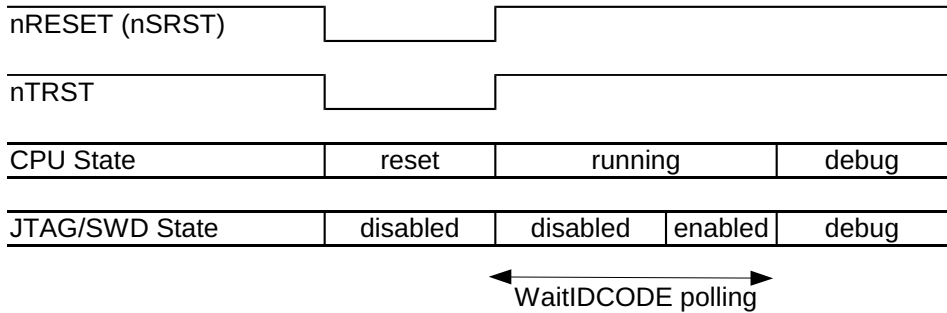 nRESET (nSRST)
nTRST
CPU State reset running debug
JTAG/SWD State disabled disabled enabled debug
WaitIDCODE polling